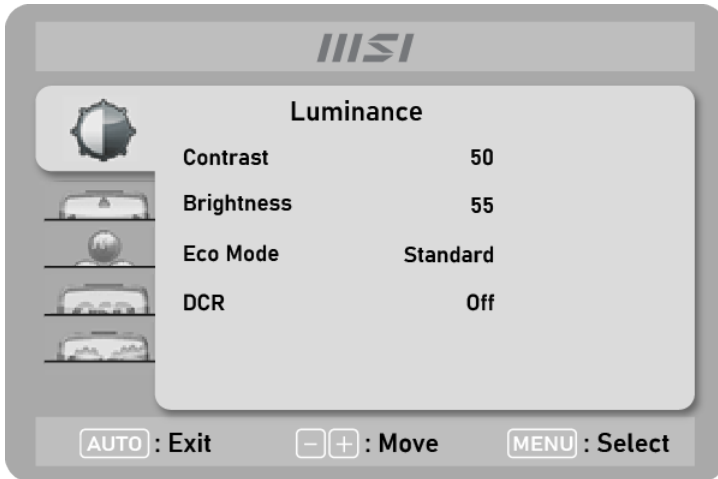 msi
Luminance
Contrast 50
Brightness 55
Eco Mode Standard
DCR Off
AUTO : Exit - + : Move MENU : Select